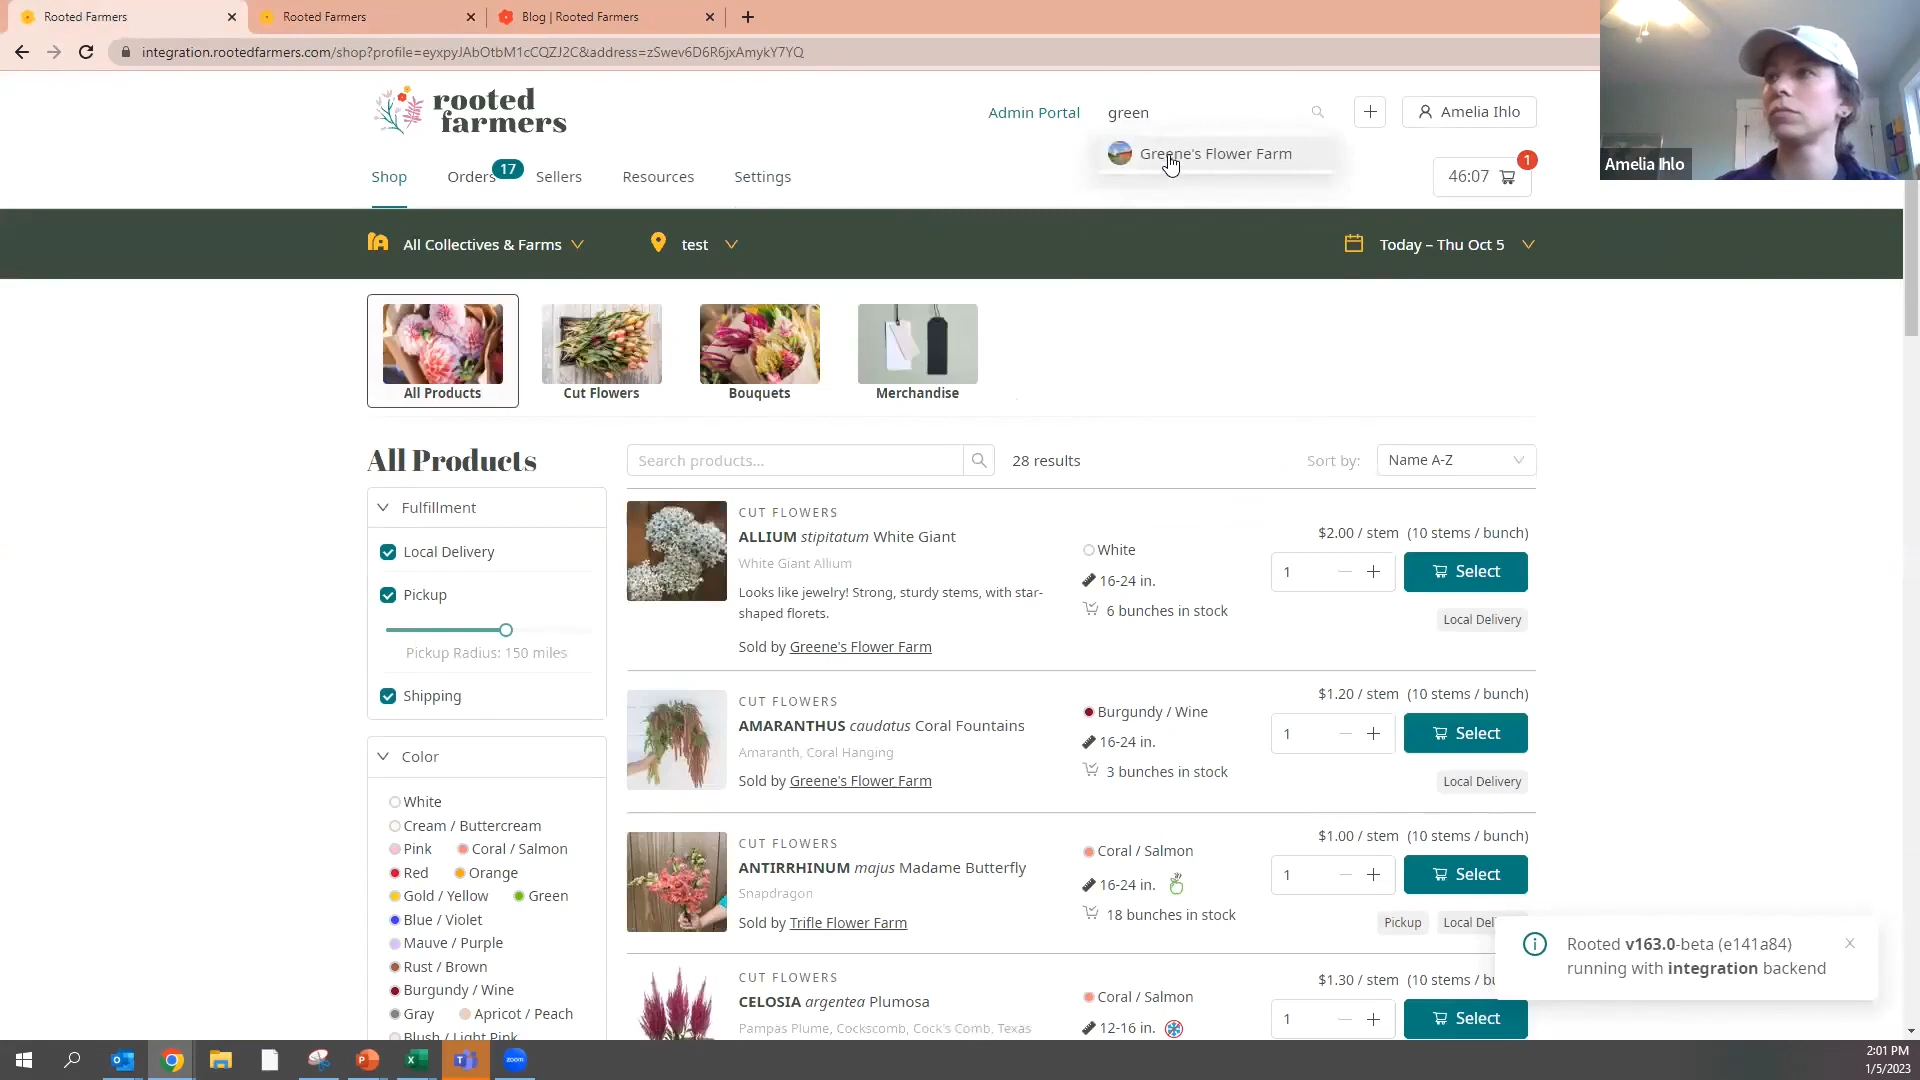 Rooted Farmers
Rooted Farmers
Blog | Rooted Farmers
integration.rootedfarmers.com/shop?profile=eyxpyJAbOtbM1cCQZJ2C&address=zSwev6D6R6jxAmykY7YQ
rooted
farmers
Admin Portal
green
Amelia Ihlo
Greene's Flower Farm
Amelia Ihlo
Shop
Orders
17
Sellers
Resources
Settings
46:07
1
All Collectives & Farms
test
Today – Thu Oct 5
All Products
Cut Flowers
Bouquets
Merchandise
All Products
Search products...
28 results
Sort by:
Name A-Z
Fulfillment
Local Delivery
Pickup
Pickup Radius: 150 miles
Shipping
Color
White
Cream / Buttercream
Pink
Coral / Salmon
Red
Orange
Gold / Yellow
Green
Blue / Violet
Mauve / Purple
Rust / Brown
Burgundy / Wine
Gray
Apricot / Peach
Blush / Light Pink
CUT FLOWERS
ALLIUM stipitatum White Giant
White Giant Allium
Looks like jewelry! Strong, sturdy stems, with star-
shaped florets.
Sold by Greene's Flower Farm
White
16-24 in.
6 bunches in stock
$2.00 / stem (10 stems / bunch)
1
Select
Local Delivery
CUT FLOWERS
AMARANTHUS caudatus Coral Fountains
Amaranth, Coral Hanging
Sold by Greene's Flower Farm
Burgundy / Wine
16-24 in.
3 bunches in stock
$1.20 / stem (10 stems / bunch)
1
Select
Local Delivery
CUT FLOWERS
ANTIRRHINUM majus Madame Butterfly
Snapdragon
Sold by Trifle Flower Farm
Coral / Salmon
16-24 in.
18 bunches in stock
$1.00 / stem (10 stems / bunch)
1
Select
Pickup
Local Del
CUT FLOWERS
CELOSIA argentea Plumosa
Pampas Plume, Cockscomb, Cock's Comb, Texas
Coral / Salmon
12-16 in.
$1.30 / stem (10 stems / bu
1
Select
Rooted v163.0-beta (e141a84)
running with integration backend
zoom
2:01 PM
1/5/2023